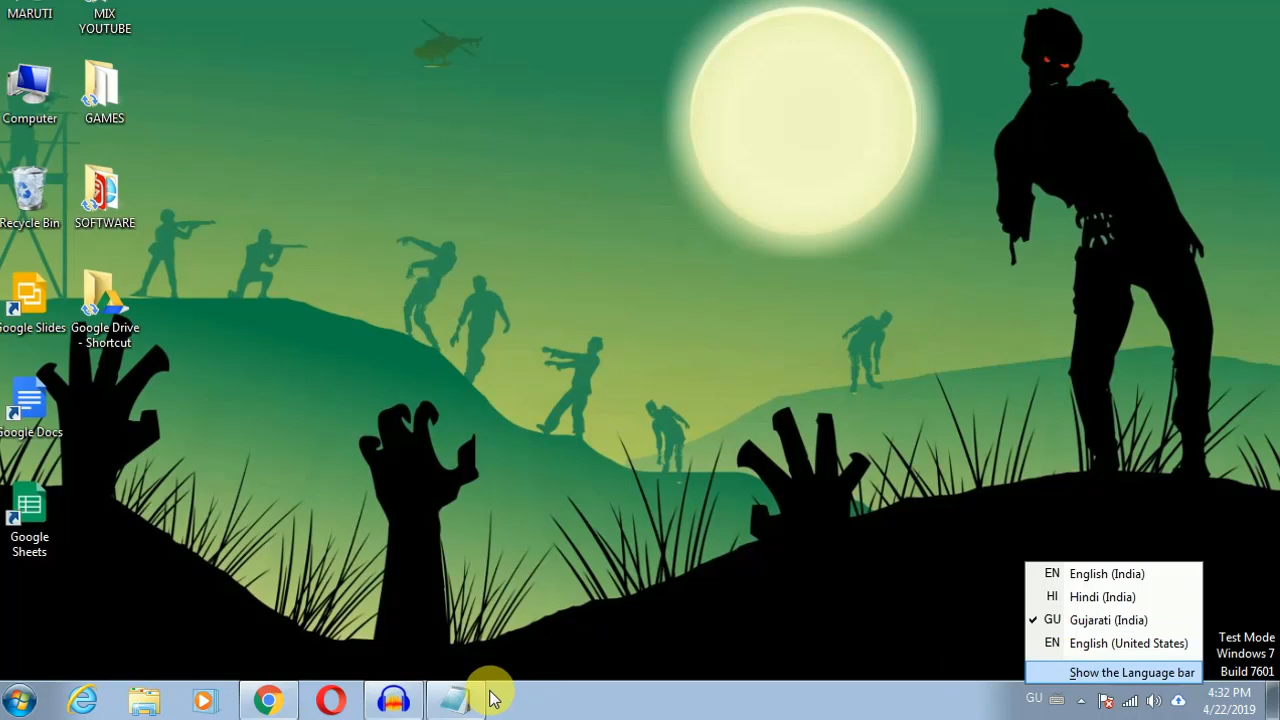 MARUTI
MIX
YOUTUBE
Computer
GAMES
Recycle Bin
SOFTWARE
Google Slides
Google Drive
- Shortcut
Google Docs
Google
Sheets
EN English (India)
HI Hindi (India)
GU Gujarati (India)
EN English (United States)
Show the Language bar
Test Mode
Windows 7
Build 7601
GU
4:32 PM
4/22/2019